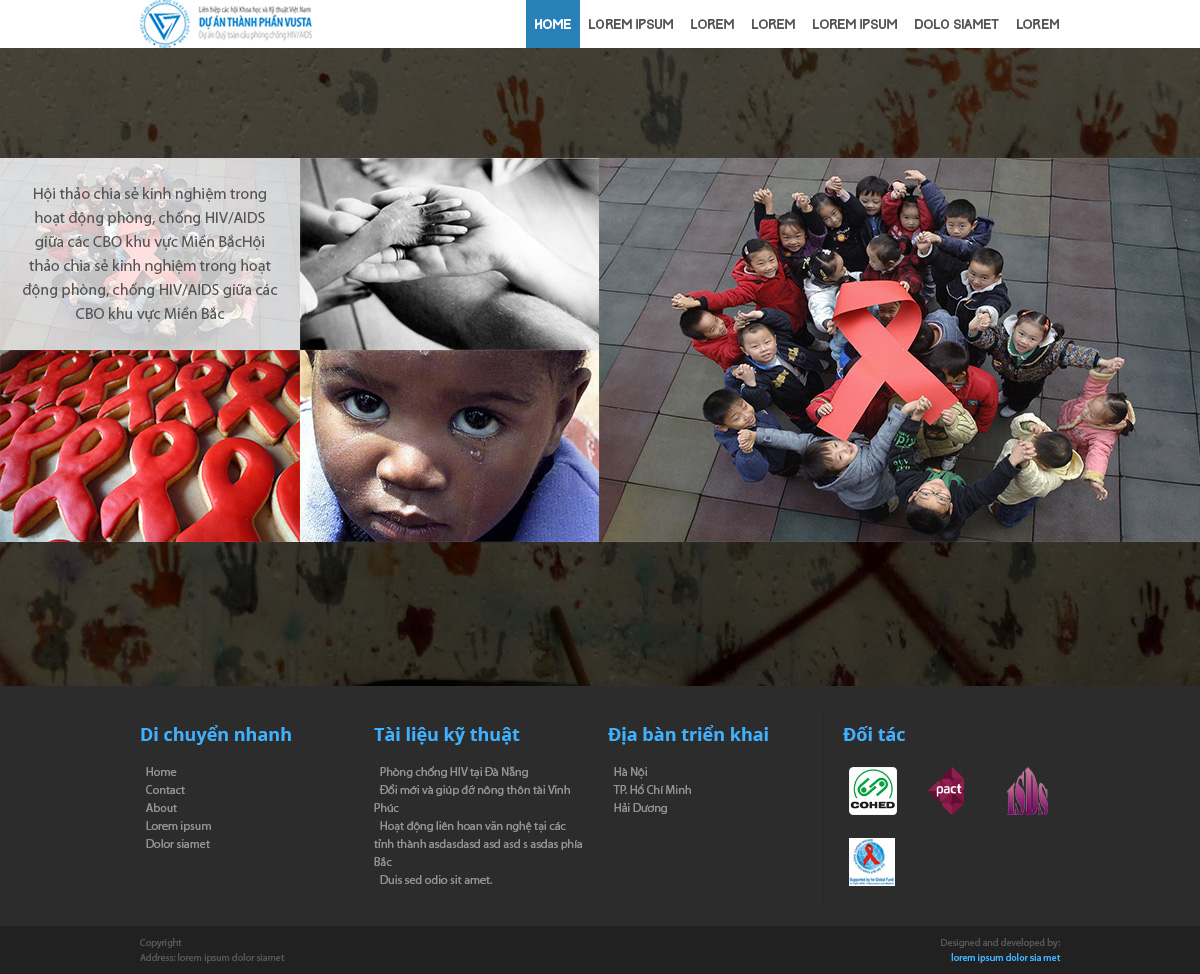 Liên hiệp các hội Khoa học và Kỹ thuật Việt Nam
DỰ ÁN THÀNH PHẦN VUSTA
Dự án Quỹ toàn cầu phòng chống HIV/AIDS
HOME LOREM IPSUM LOREM LOREM LOREM IPSUM DOLO SIAMET LOREM
Hội thảo chia sẻ kinh nghiệm trong
hoạt động phòng, chống HIV/AIDS
giữa các CBO khu vực Miền BắcHội
thảo chia sẻ kinh nghiệm trong hoạt
động phòng, chống HIV/AIDS giữa các
CBO khu vực Miền Bắc
Di chuyển nhanh
Home
Contact
About
Lorem ipsum
Dolor siamet
Tài liệu kỹ thuật
Phòng chống HIV tại Đà Nẵng
Đổi mới và giúp đỡ nông thôn tài Vính
Phúc
Hoạt động liên hoan văn nghệ tại các
tỉnh thành asdasdasd asd asd s asdas phía
Bắc
Duis sed odio sit amet.
Địa bàn triển khai
Hà Nội
TP. Hồ Chí Minh
Hải Dương
Đối tác
COHED
pact
Supported by he Global Fund
Copyright
Address: lorem ipsum dolor siamet
Designed and developed by:
lorem ipsum dolor sia met